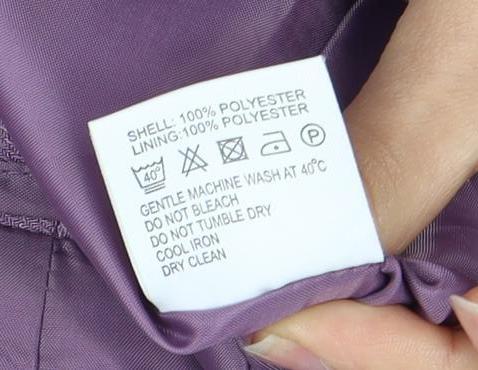 SHELL: 100% POLYESTER
LINING:100% POLYESTER
40° P
GENTLE MACHINE WASH AT 40°C
DO NOT BLEACH
DO NOT TUMBLE DRY
COOL IRON
DRY CLEAN